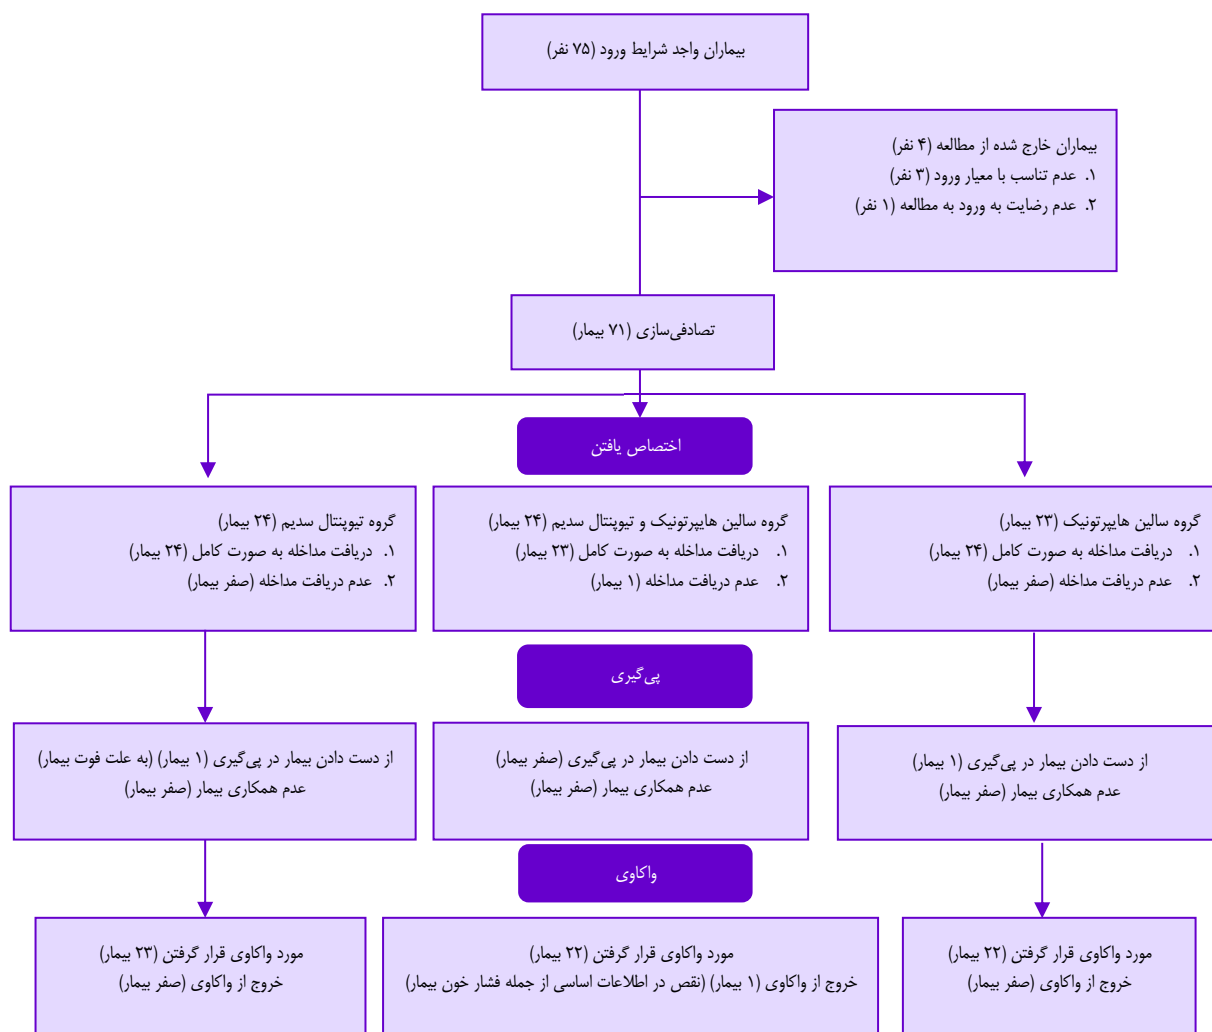 بیماران واجد شرایط ورود (۷۵ نفر)
بیماران خارج شده از مطالعه (۴ نفر)
۱. عدم تناسب با معیار ورود (۳ نفر)
۲. عدم رضایت به ورود به مطالعه (۱ نفر)
تصادفی‌سازی (۷۱ بیمار)
اختصاص یافتن
گروه سالین هایپرتونیک (۲۳ بیمار)
۱. دریافت مداخله به صورت کامل (۲۴ بیمار)
۲. عدم دریافت مداخله (صفر بیمار)
گروه سالین هایپرتونیک و تیوپنتال سدیم (۲۴ بیمار)
۱. دریافت مداخله به صورت کامل (۲۳ بیمار)
۲. عدم دریافت مداخله (۱ بیمار)
گروه تیوپنتال سدیم (۲۴ بیمار)
۱. دریافت مداخله به صورت کامل (۲۴ بیمار)
۲. عدم دریافت مداخله (صفر بیمار)
پی‌گیری
از دست دادن بیمار در پی‌گیری (۱ بیمار)
عدم همکاری بیمار (صفر بیمار)
از دست دادن بیمار در پی‌گیری (صفر بیمار)
عدم همکاری بیمار (صفر بیمار)
از دست دادن بیمار در پی‌گیری (۱ بیمار) (به علت فوت بیمار)
عدم همکاری بیمار (صفر بیمار)
واکاوی
مورد واکاوی قرار گرفتن (۲۲ بیمار)
خروج از واکاوی (صفر بیمار)
مورد واکاوی قرار گرفتن (۲۲ بیمار)
خروج از واکاوی (۱ بیمار) (نقص در اطلاعات اساسی از جمله فشار خون بیمار)
مورد واکاوی قرار گرفتن (۲۳ بیمار)
خروج از واکاوی (صفر بیمار)